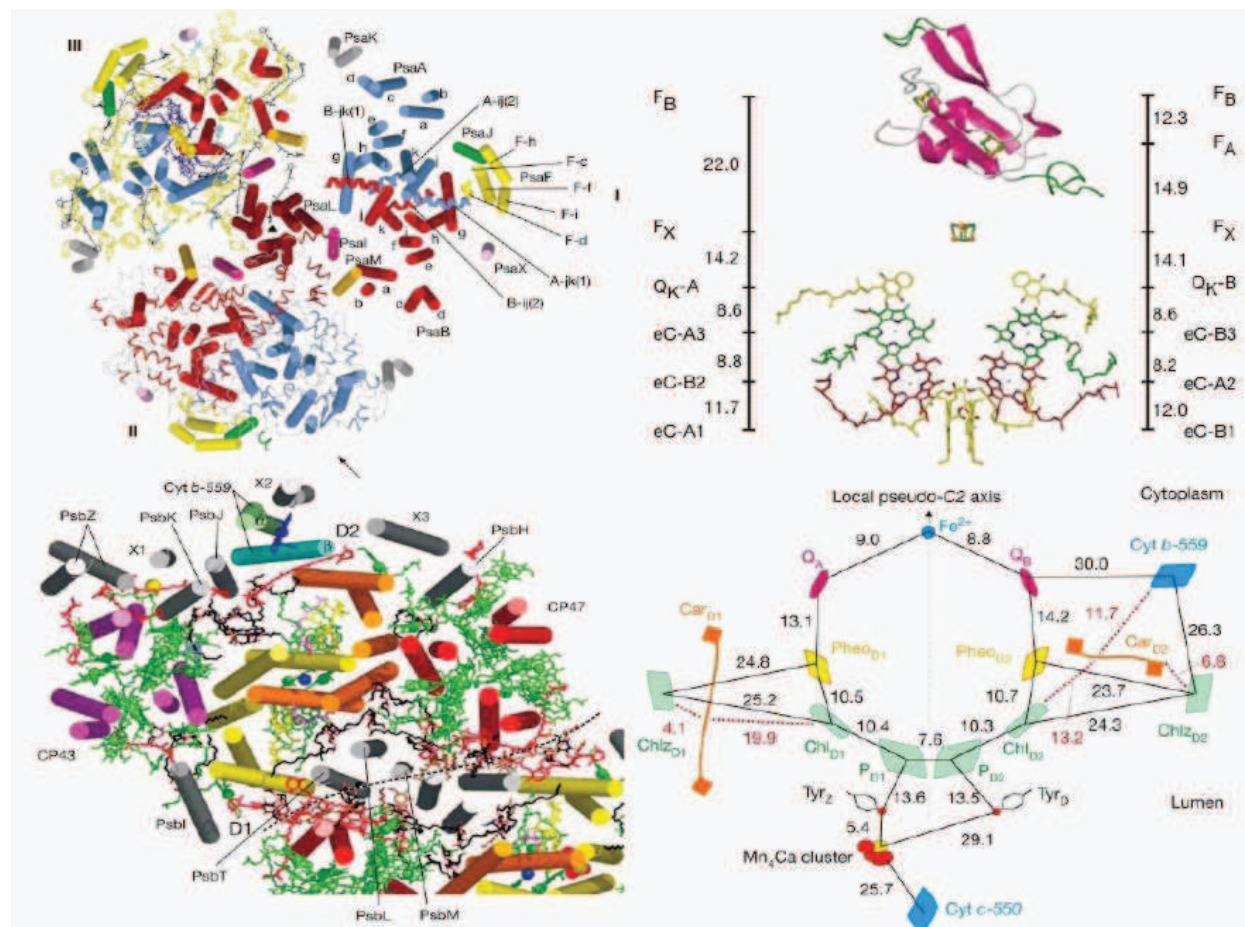 III
PsaK
PsaA
d
c
b
a
A-ij(2)
B-jk(1)
e
f
PsaJ
F-h
g
h
i
k
j
PsaF
F-c
F-f
I
F-i
F-d
PsaL
j
k
i
f
h
g
PsaI
PsaX
PsaM
e
A-jk(1)
a
b
c
d
B-ij(2)
PsaB
II
F_B
22.0
F_X
14.2
Q_K-A
8.6
eC-A3
8.8
eC-B2
11.7
eC-A1
F_B
12.3
F_A
14.9
F_X
14.1
Q_K-B
8.6
eC-B3
8.2
eC-A2
12.0
eC-B1
X2
Cyt b-559
PsbZ
PsbK
PsbJ
α
D2
X3
PsbH
X1
β
CP47
CP43
PsbI
D1
PsbT
PsbL
PsbM
Local pseudo-C2 axis
Cytoplasm
Fe²⁺
9.0
8.8
Q_A
Q_B
Cyt b-559
30.0
Car_D1
13.1
14.2
11.7
Car_D2
26.3
Pheo_D1
Pheo_D2
6.8
24.8
25.2
10.5
10.7
23.7
24.3
4.1
19.9
10.4
7.6
10.3
13.2
Chlz_D1
Chl_D1
Chl_D2
Chlz_D2
P_D1
P_D2
Tyr_Z
13.6
13.5
Tyr_D
Lumen
5.4
29.1
Mn₄Ca cluster
25.7
Cyt c-550